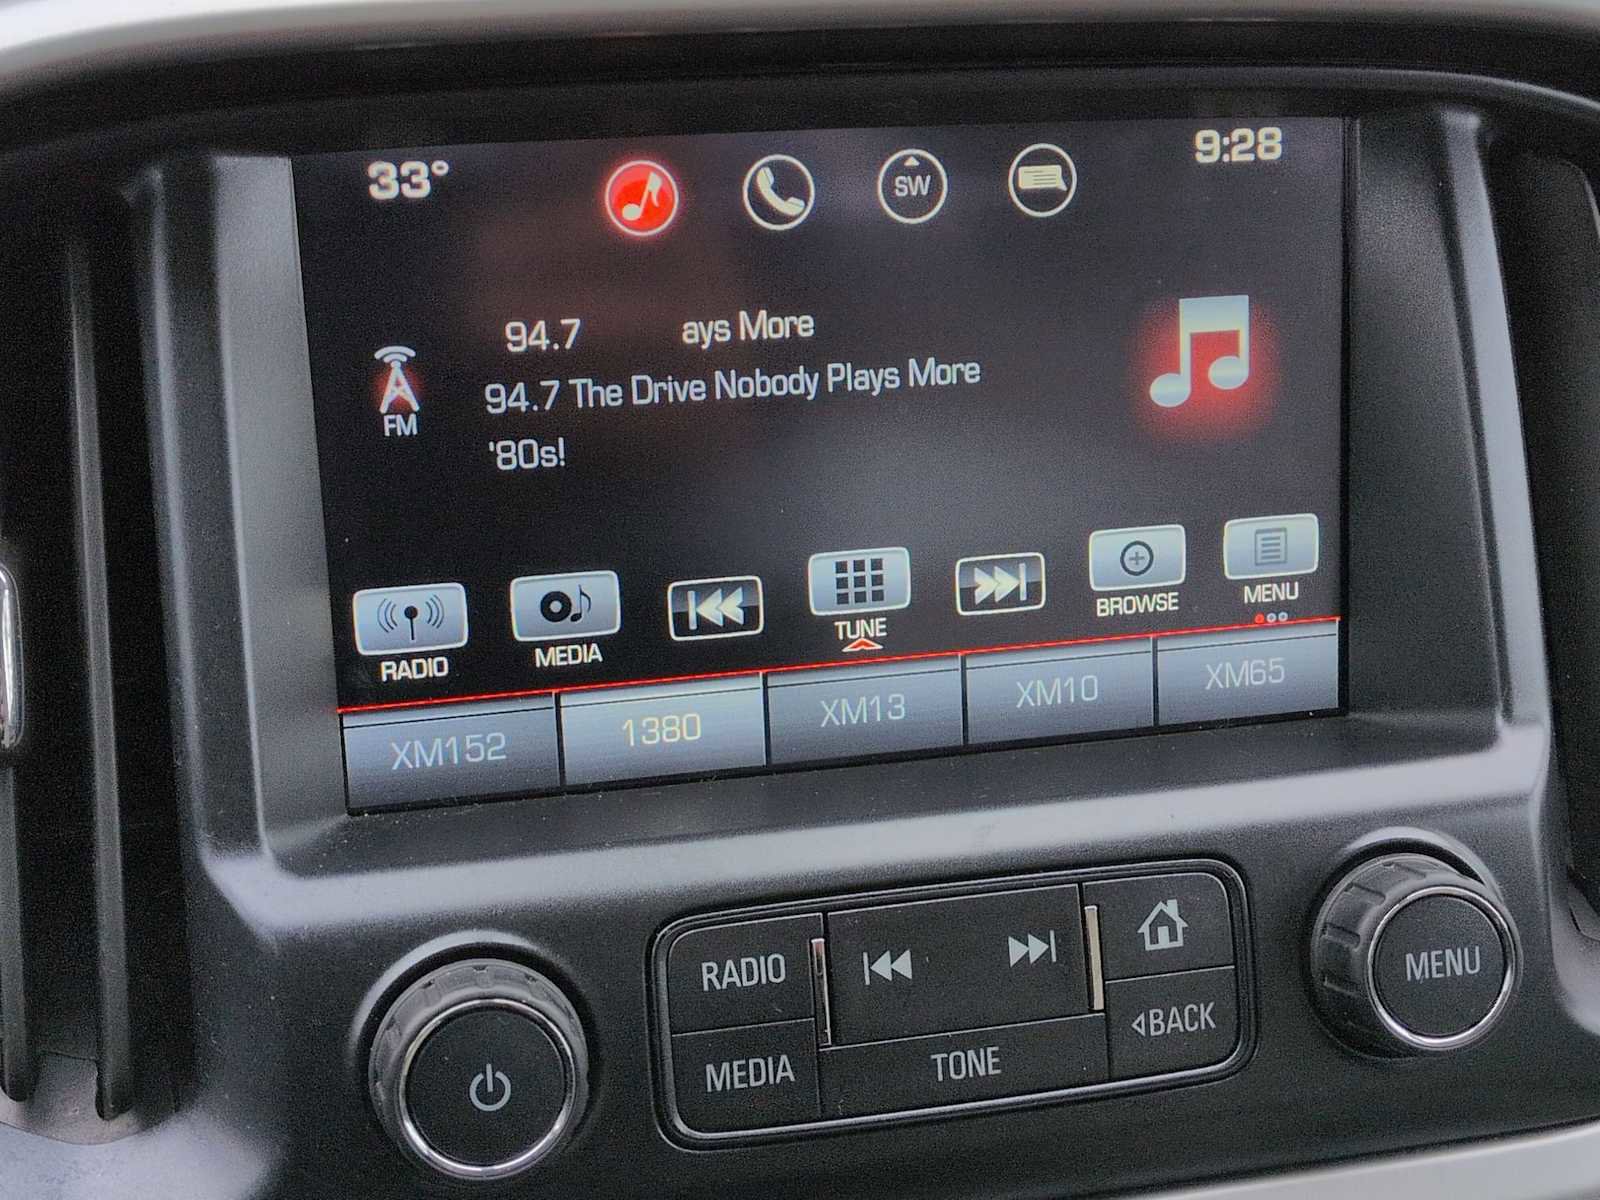 33° SW 9:28
94.7 ays More
FM 94.7 The Drive Nobody Plays More
'80s!
RADIO MEDIA TUNE BROWSE MENU
XM152 1380 XM13 XM10 XM65
RADIO MENU
MEDIA TONE BACK